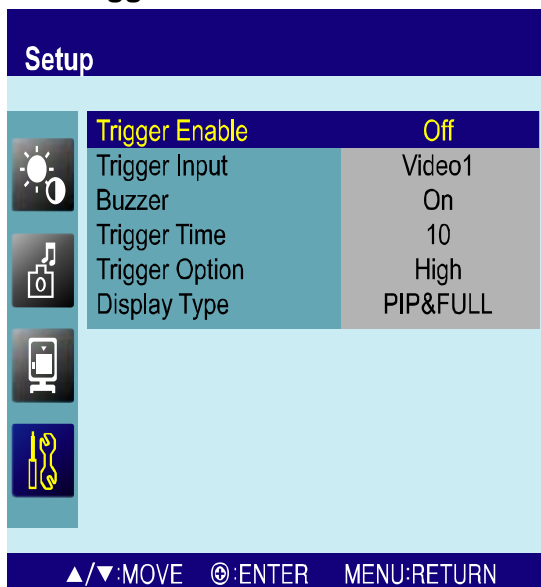 Setup
Trigger Enable Off
Trigger Input Video1
Buzzer On
Trigger Time 10
Trigger Option High
Display Type PIP&FULL
▲/▼:MOVE ⊕:ENTER MENU:RETURN